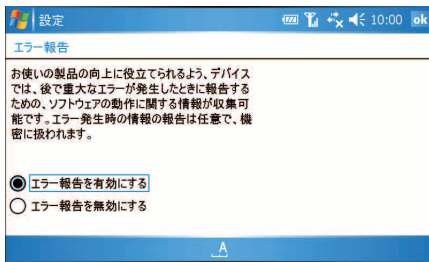 設定 10:00 ok
エラー報告
お使いの製品の向上に役立てられるよう、デバイス
では、後で重大なエラーが発生したときに報告する
ための、ソフトウェアの動作に関する情報が収集可
能です。エラー発生時の情報の報告は任意で、機
密に扱われます。
エラー報告を有効にする
エラー報告を無効にする
A